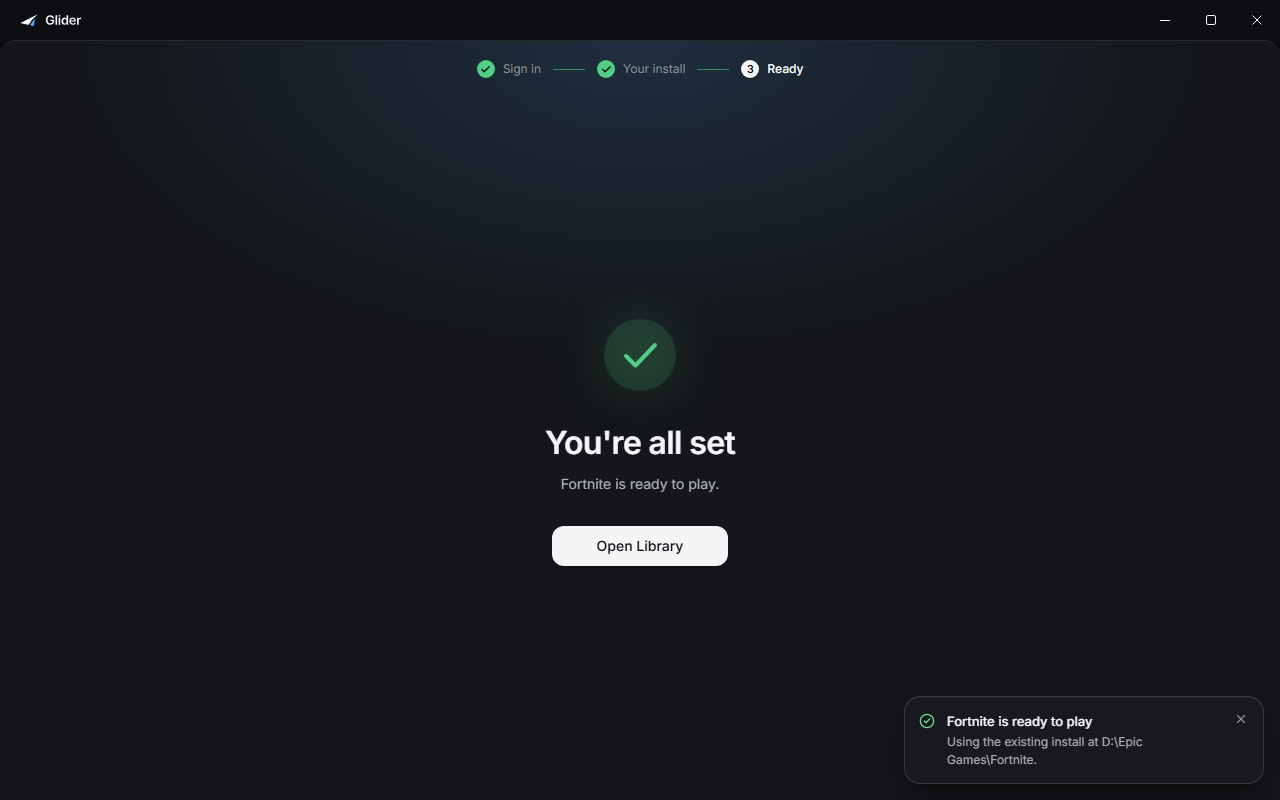 Glider
Sign in
Your install
3 Ready
You're all set
Fortnite is ready to play.
Open Library
Fortnite is ready to play
Using the existing install at D:\Epic
Games\Fortnite.